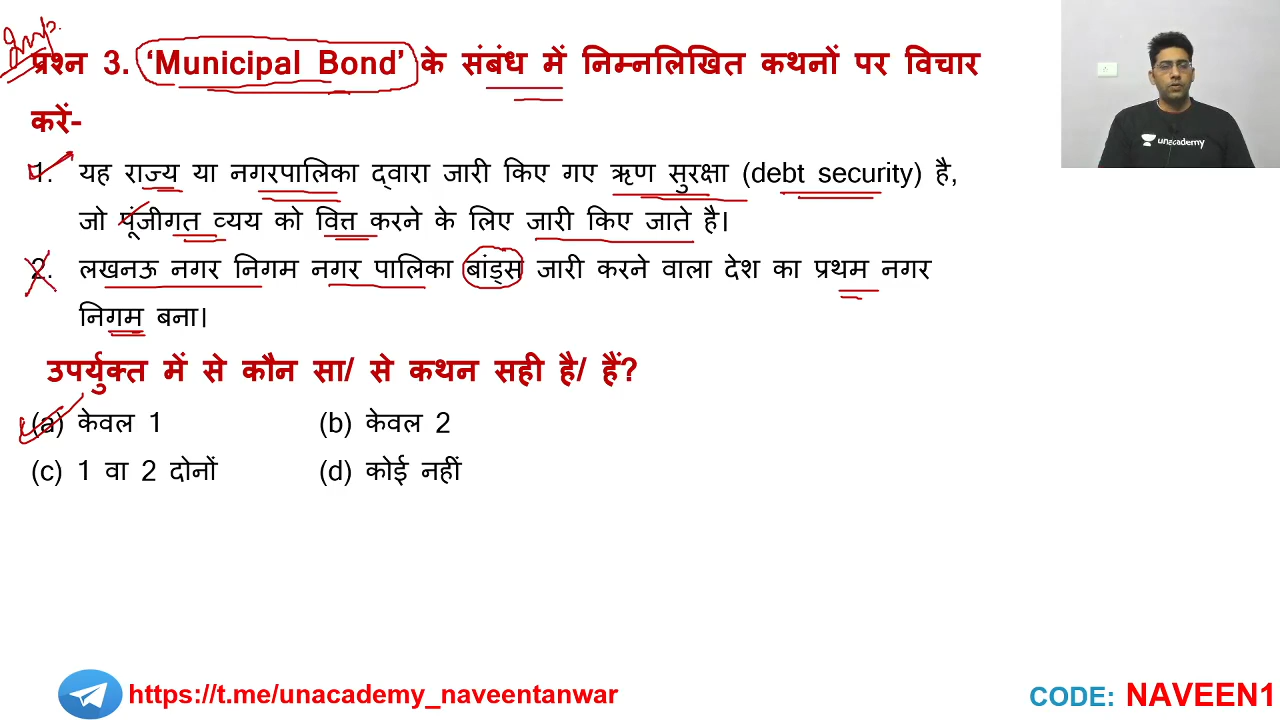 Imp.
प्रश्न 3. ‘Municipal Bond’ के संबंध में निम्नलिखित कथनों पर विचार
करें-
1. यह राज्य या नगरपालिका द्वारा जारी किए गए ऋण सुरक्षा (debt security) है,
जो पूंजीगत व्यय को वित्त करने के लिए जारी किए जाते है।
2. लखनऊ नगर निगम नगर पालिका बांड्स जारी करने वाला देश का प्रथम नगर
निगम बना।
उपर्युक्त में से कौन सा/ से कथन सही है/ हैं?
(a) केवल 1 (b) केवल 2
(c) 1 वा 2 दोनों (d) कोई नहीं
unacademy
https://t.me/unacademy_naveentanwar
CODE: NAVEEN1